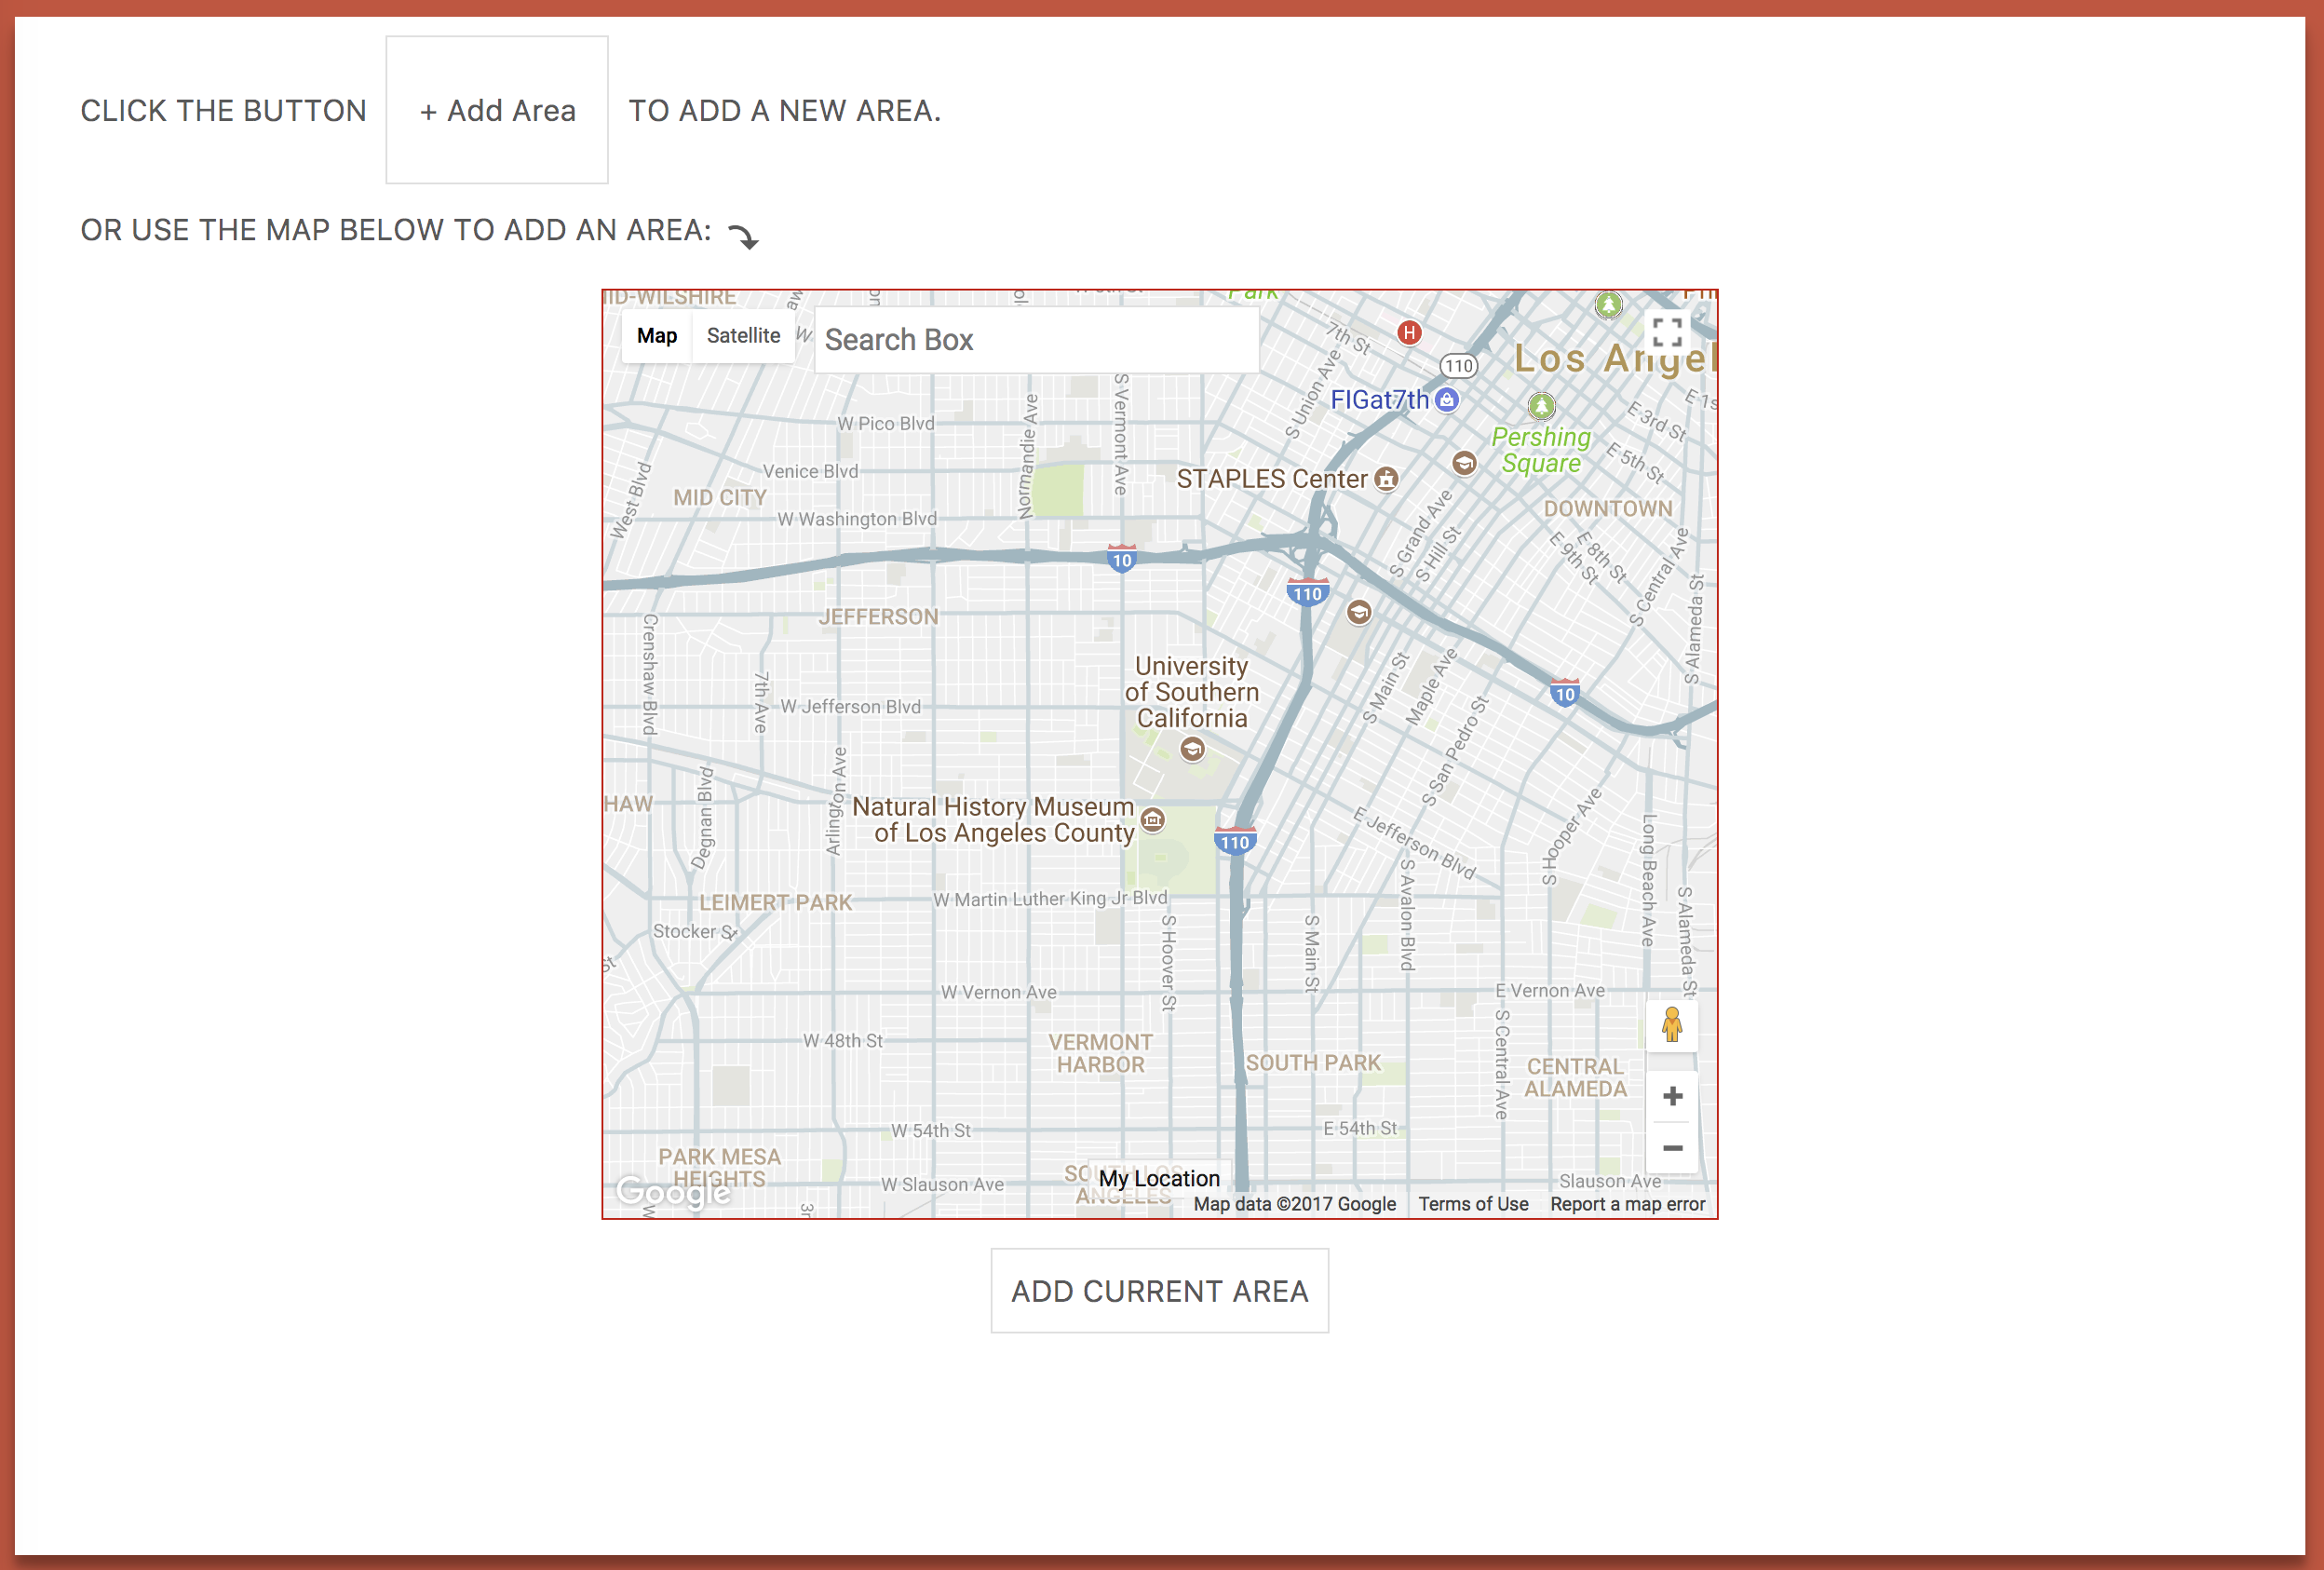 CLICK THE BUTTON + Add Area TO ADD A NEW AREA.
OR USE THE MAP BELOW TO ADD AN AREA:
MID-WILSHIRE
Park
Map Satellite
Search Box
7th St
H
110
Los Angel
S Union Ave
FIGat7th
E 1s
E 3rd St
W Pico Blvd
Normandie Ave
S Vermont Ave
Pershing
Square
E 5th St
Venice Blvd
West Blvd
STAPLES Center
MID CITY
W Washington Blvd
DOWNTOWN
S Grand Ave
S Hill St
E 8th St
E 9th St
S Central Ave
10
110
S Alameda St
JEFFERSON
Crenshaw Blvd
7th Ave
W Jefferson Blvd
University
of Southern
California
S Main St
Maple Ave
S San Pedro St
10
Degnan Blvd
Arlington Ave
HAW
Natural History Museum
of Los Angeles County
110
E Jefferson Blvd
S Hooper Ave
Long Beach Ave
LEIMERT PARK
W Martin Luther King Jr Blvd
S Avalon Blvd
S Alameda St
Stocker St
S Hoover St
S Main St
St
W Vernon Ave
E Vernon Ave
W 48th St
VERMONT
HARBOR
SOUTH PARK
S Central Ave
CENTRAL
ALAMEDA
+
W 54th St
E 54th St
−
PARK MESA
HEIGHTS
W Slauson Ave
SOUTH LOS
ANGELES
My Location
Slauson Ave
Google
Map data ©2017 Google Terms of Use Report a map error
ADD CURRENT AREA